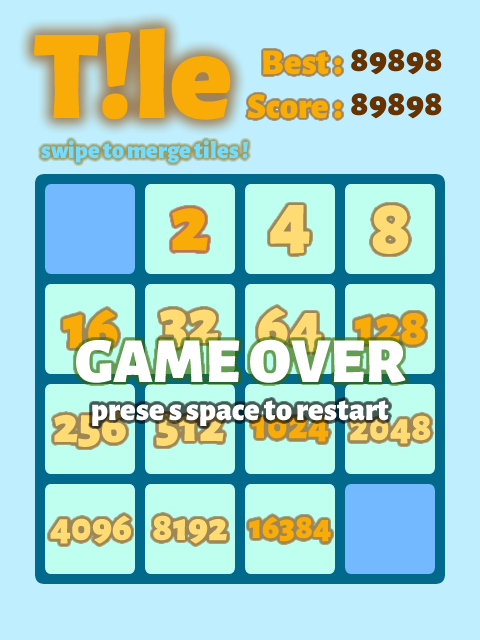 T!le
Best: 89898
Score: 89898
swipe to merge tiles!
2 4 8
16 32 64 128
GAME OVER
prese s space to restart
256 512 1024 2048
4096 8192 16384